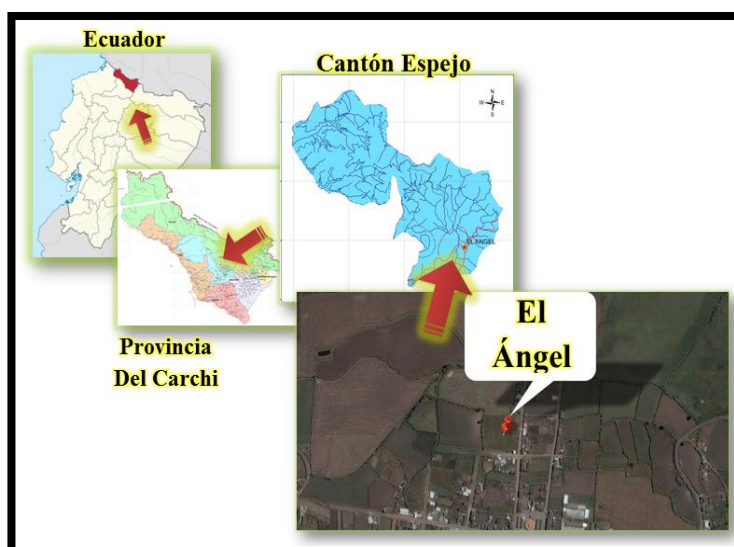 Ecuador
Cantón Espejo
N
W E
S
EL ANGEL
Provincia
Del Carchi
El
Ángel